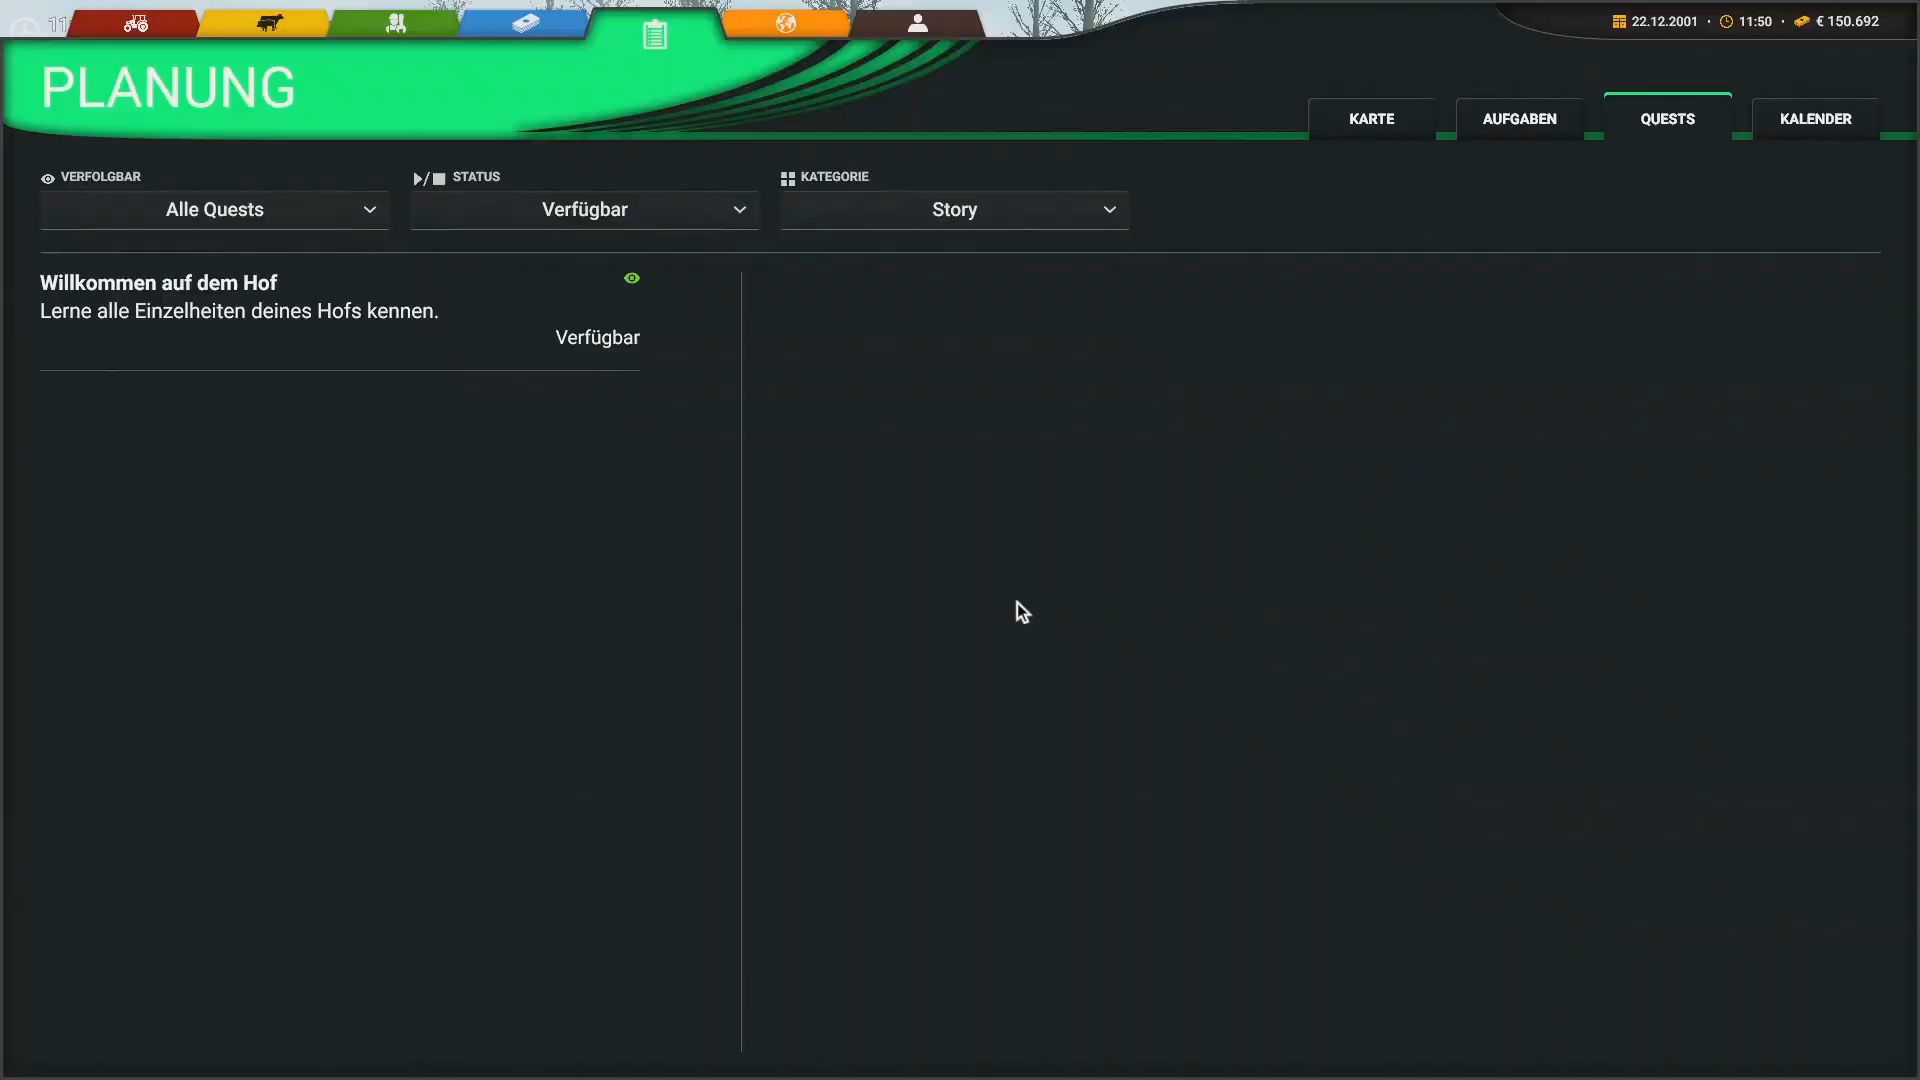 11
22.12.2001 · 11:50 · € 150.692
PLANUNG
KARTE
AUFGABEN
QUESTS
KALENDER
VERFOLGBAR
STATUS
KATEGORIE
Alle Quests
Verfügbar
Story
Willkommen auf dem Hof
Lerne alle Einzelheiten deines Hofs kennen.
Verfügbar